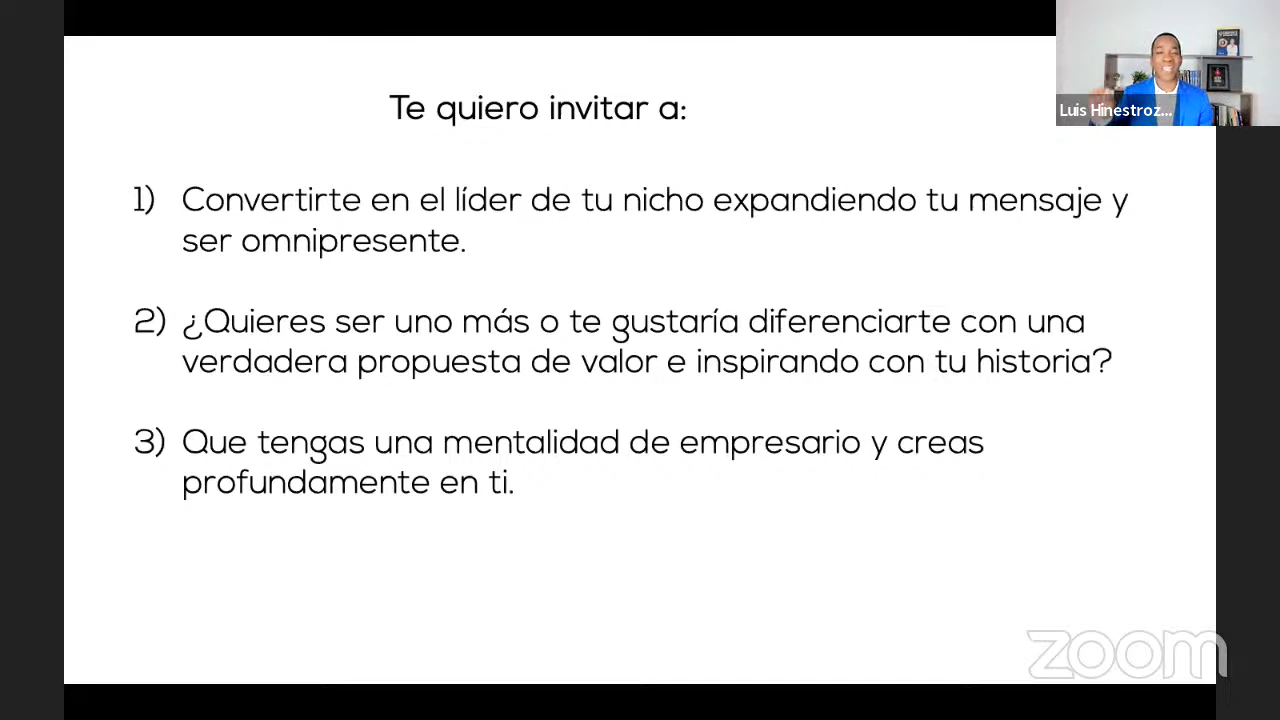 Te quiero invitar a:
Luis Hinestroz...
1) Convertirte en el líder de tu nicho expandiendo tu mensaje y
ser omnipresente.
2) ¿Quieres ser uno más o te gustaría diferenciarte con una
verdadera propuesta de valor e inspirando con tu historia?
3) Que tengas una mentalidad de empresario y creas
profundamente en ti.
zoom